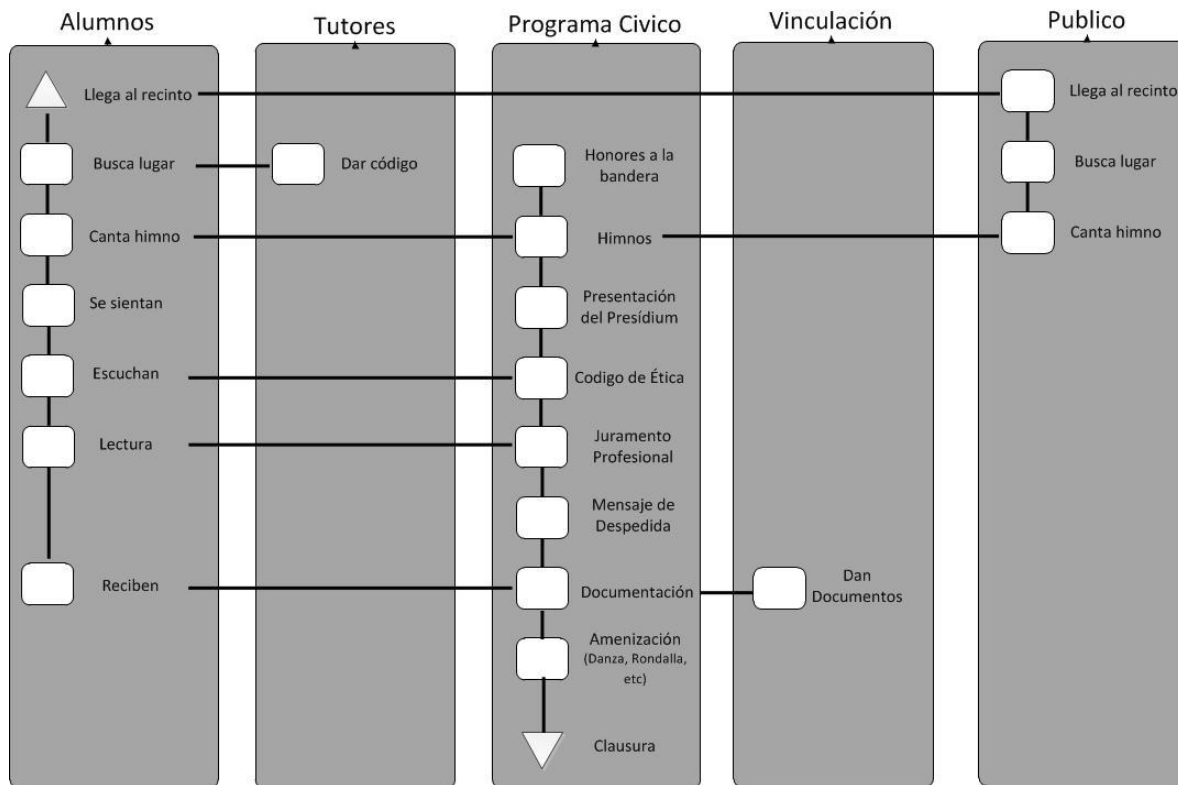 Alumnos
Tutores
Programa Civico
Vinculación
Publico
Llega al recinto
Busca lugar
Canta himno
Se sientan
Escuchan
Lectura
Reciben
Dar código
Honores a la
bandera
Himnos
Presentación
del Presídium
Codigo de Ética
Juramento
Profesional
Mensaje de
Despedida
Documentación
Amenización
(Danza, Rondalla,
etc)
Clausura
Dan
Documentos
Llega al recinto
Busca lugar
Canta himno